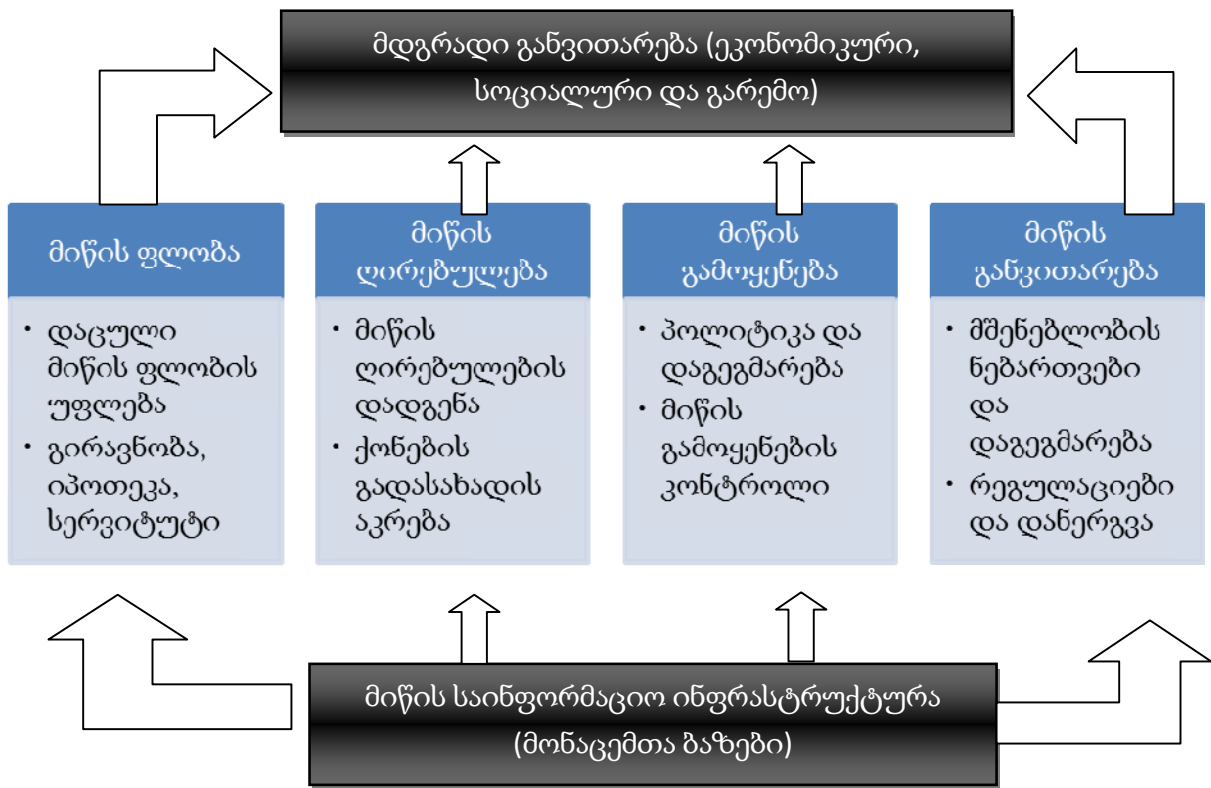 მდგრადი განვითარება (ეკონომიკური,
სოციალური და გარემო)
მიწის ფლობა
• დაცული
მიწის ფლობის
უფლება
• გირავნობა,
იპოთეკა,
სერვიტუტი
მიწის
ღირებულება
• მიწის
ღირებულების
დადგენა
• ქონების
გადასახადის
აკრება
მიწის
გამოყენება
• პოლიტიკა და
დაგეგმარება
• მიწის
გამოყენების
კონტროლი
მიწის
განვითარება
• მშენებლობის
ნებართვები
და
დაგეგმარება
• რეგულაციები
და დანერგვა
მიწის საინფორმაციო ინფრასტრუქტურა
(მონაცემთა ბაზები)